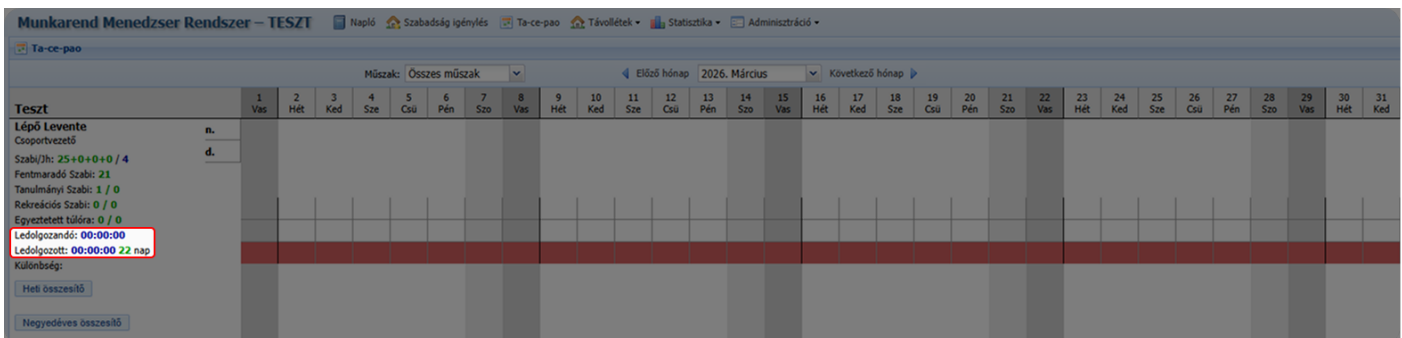 Munkarend Menedzser Rendszer – TESZT Napló Szabadság igénylés Ta-ce-pao Távollétek Statisztika Adminisztráció
Ta-ce-pao
Műszak: Összes műszak Előző hónap 2026. Március Következő hónap
1 2 3 4 5 6 7 8 9 10 11 12 13 14 15 16 17 18 19 20 21 22 23 24 25 26 27 28 29 30 31
Teszt Vas Hét Ked Sze Csü Pén Szo Vas Hét Ked Sze Csü Pén Szo Vas Hét Ked Sze Csü Pén Szo Vas Hét Ked Sze Csü Pén Szo Vas Hét Ked
Lépő Levente n.
Csoportvezető
d.
Szabi/Jh: 25+0+0+0 / 4
Fentmaradó Szabi: 21
Tanulmányi Szabi: 1 / 0
Rekreációs Szabi: 0 / 0
Egyeztetett túlóra: 0 / 0
Ledolgozandó: 00:00:00
Ledolgozott: 00:00:00 22 nap
Különbség:
Heti összesítő
Negyedéves összesítő